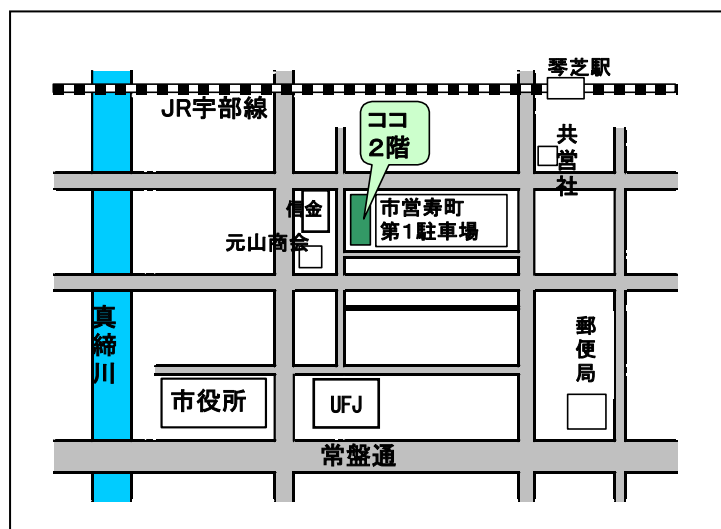 琴芝駅
JR宇部線
ココ
2階
共営社
信金
市営寿町
第1駐車場
元山商会
真締川
郵便局
市役所
UFJ
常盤通